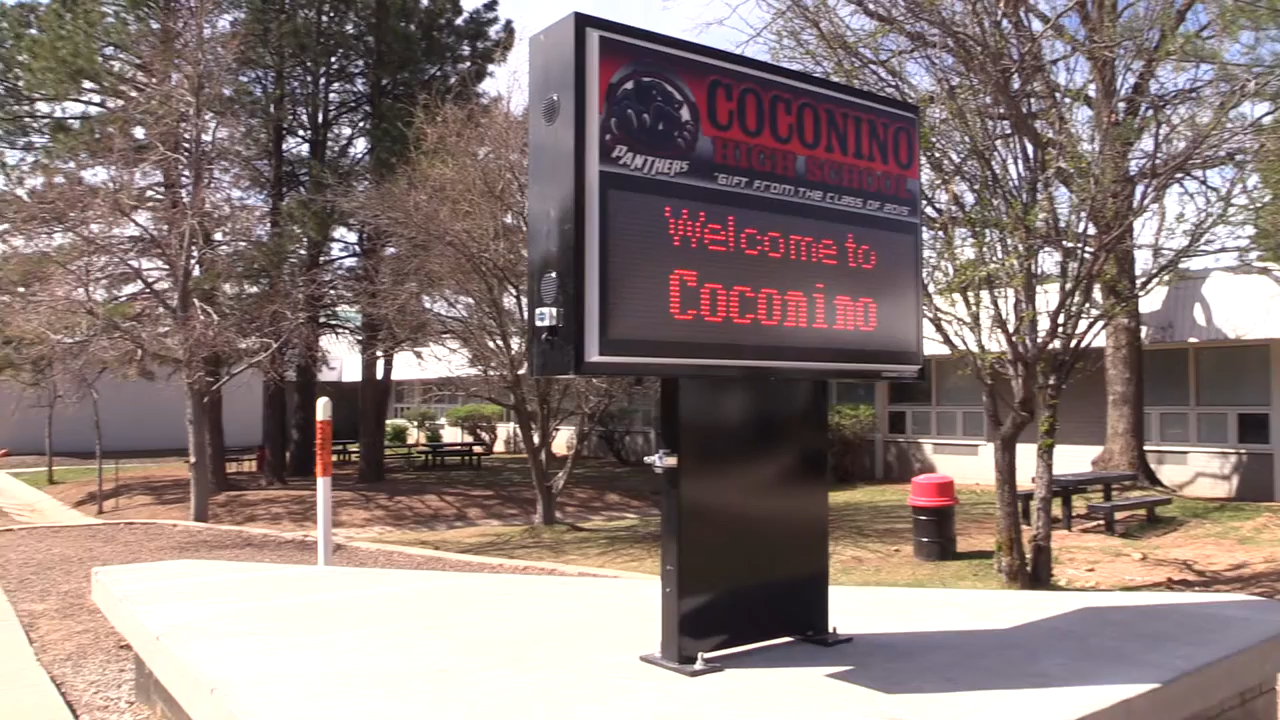 COCONINO
HIGH SCHOOL
PANTHERS
"GIFT FROM THE CLASS OF 2015"
Welcome to
Coconino